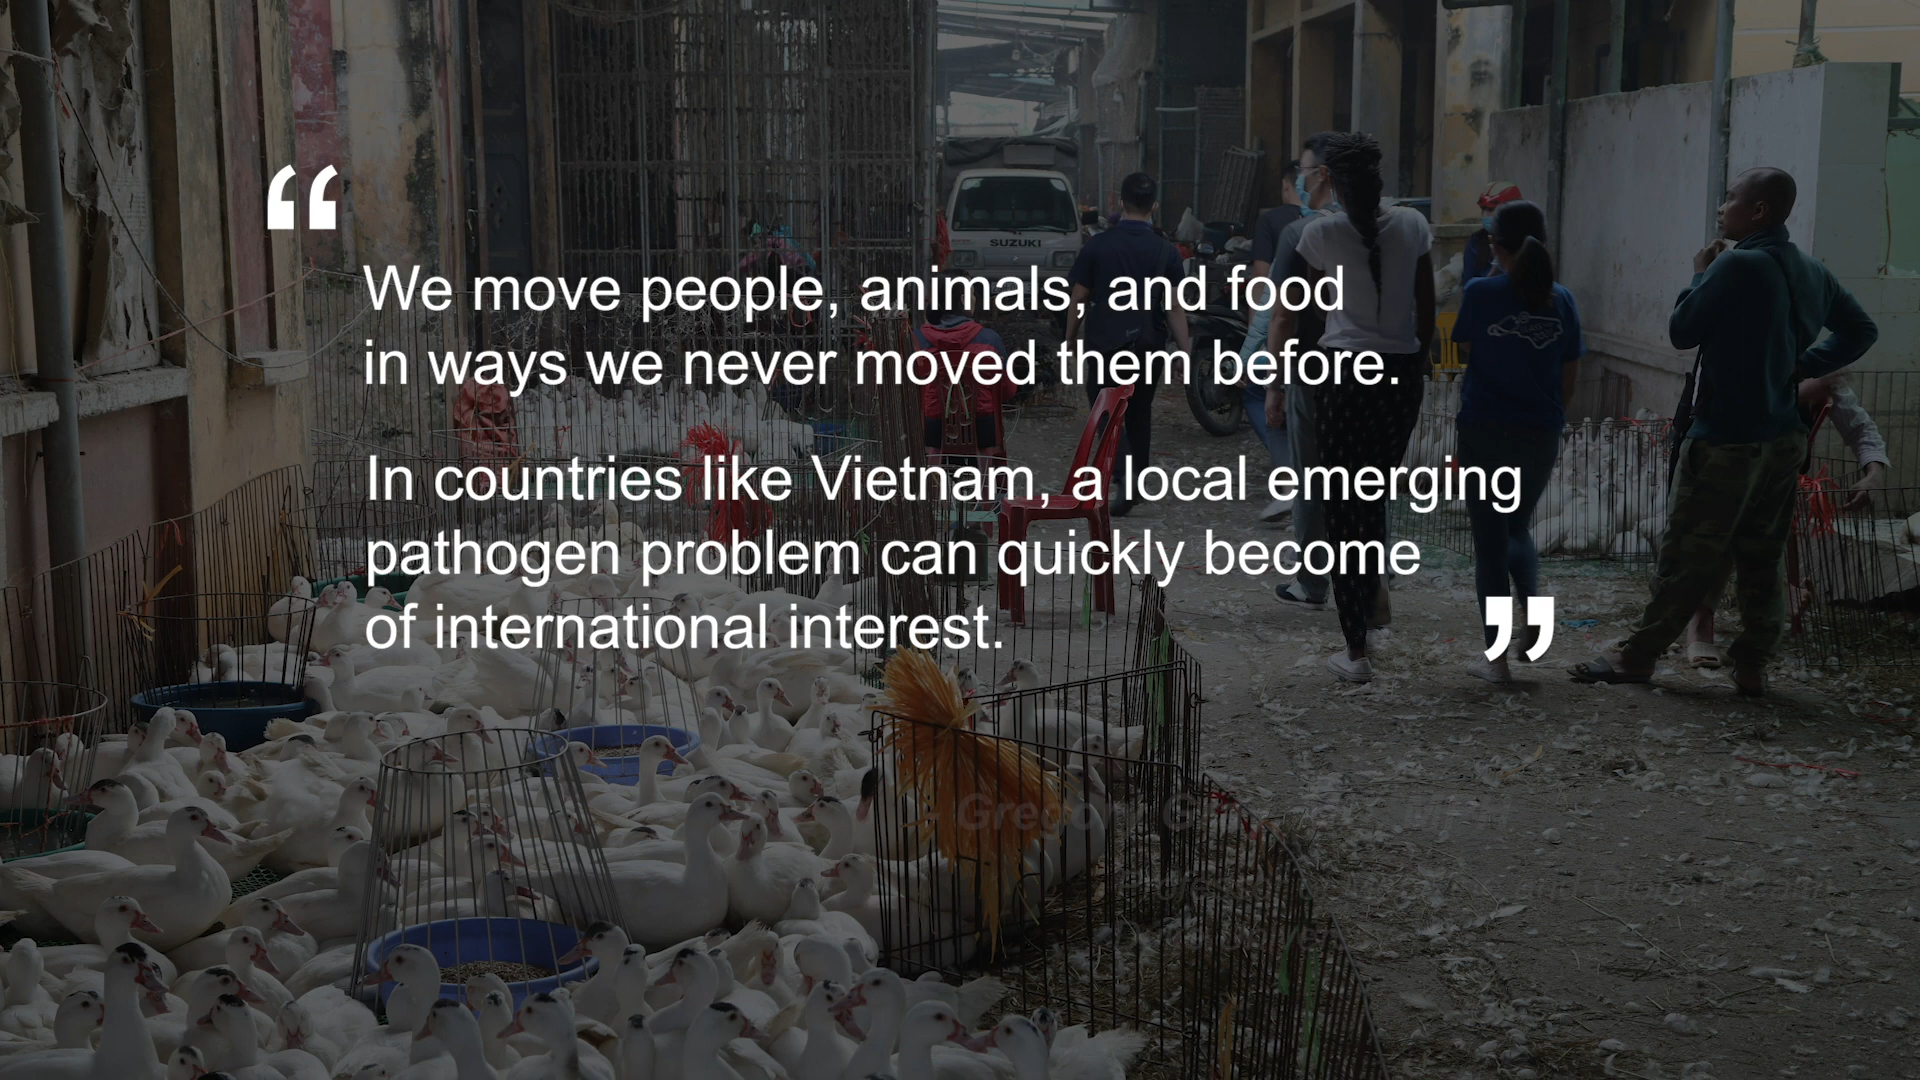 SUZUKI
“
We move people, animals, and food
in ways we never moved them before.
In countries like Vietnam, a local emerging
pathogen problem can quickly become
of international interest.
”
Gregory